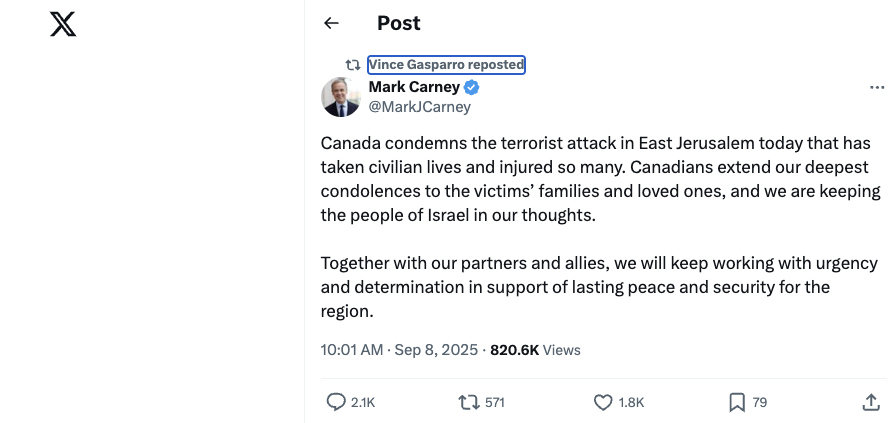 Post
Vince Gasparro reposted
Mark Carney
@MarkJCarney
Canada condemns the terrorist attack in East Jerusalem today that has
taken civilian lives and injured so many. Canadians extend our deepest
condolences to the victims’ families and loved ones, and we are keeping
the people of Israel in our thoughts.
Together with our partners and allies, we will keep working with urgency
and determination in support of lasting peace and security for the
region.
10:01 AM · Sep 8, 2025 · 820.6K Views
2.1K 571 1.8K 79